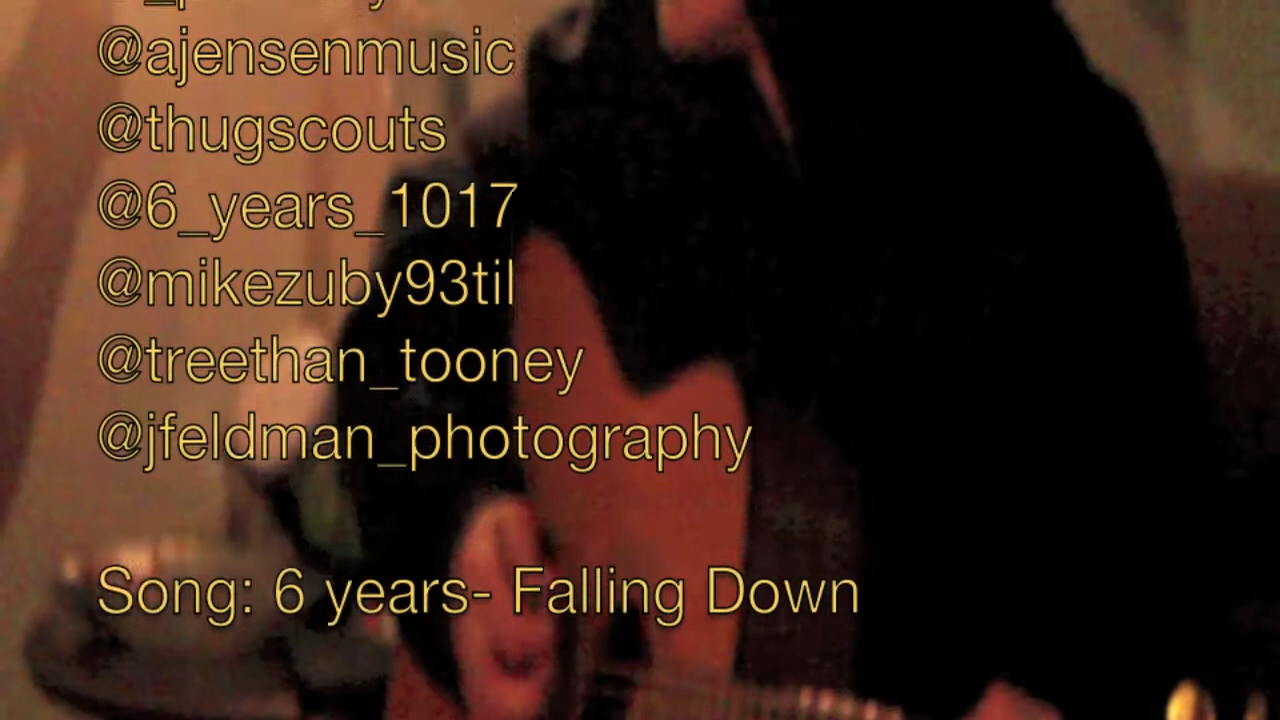 @ajensenmusic
@thugscouts
@6_years_1017
@mikezuby93til
@treethan_tooney
@jfeldman_photography
Song: 6 years- Falling Down